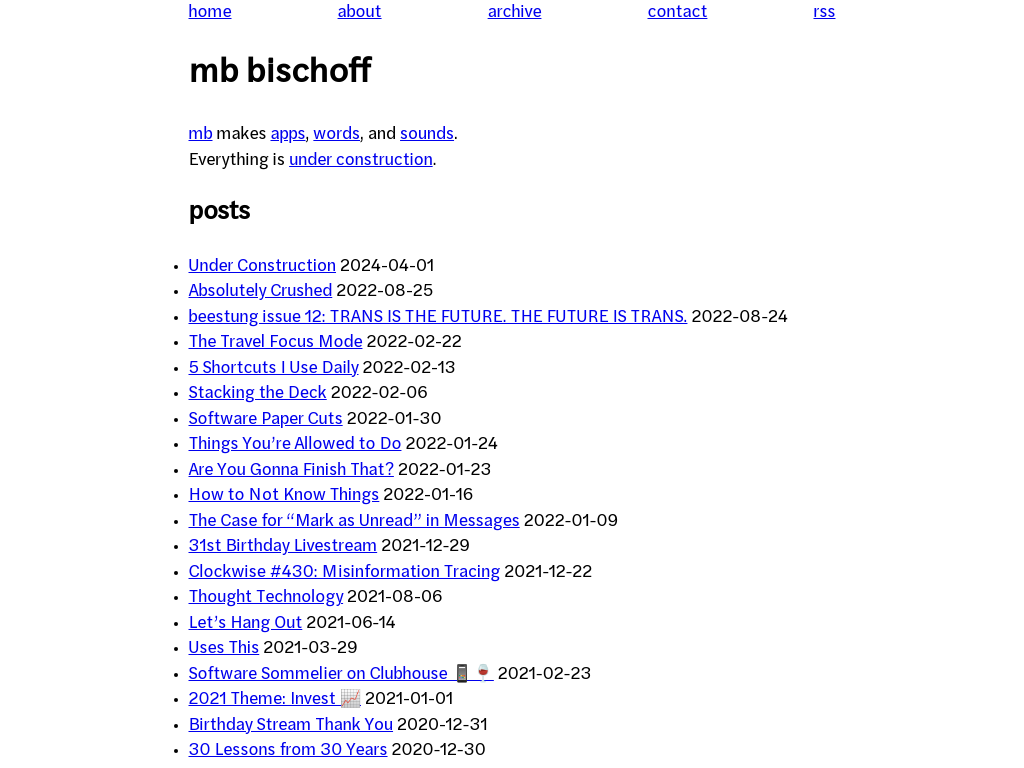 home about archive contact rss
mb bischoff
mb makes apps, words, and sounds.
Everything is under construction.
posts
• Under Construction 2024-04-01
• Absolutely Crushed 2022-08-25
• beestung issue 12: TRANS IS THE FUTURE. THE FUTURE IS TRANS. 2022-08-24
• The Travel Focus Mode 2022-02-22
• 5 Shortcuts I Use Daily 2022-02-13
• Stacking the Deck 2022-02-06
• Software Paper Cuts 2022-01-30
• Things You’re Allowed to Do 2022-01-24
• Are You Gonna Finish That? 2022-01-23
• How to Not Know Things 2022-01-16
• The Case for “Mark as Unread” in Messages 2022-01-09
• 31st Birthday Livestream 2021-12-29
• Clockwise #430: Misinformation Tracing 2021-12-22
• Thought Technology 2021-08-06
• Let’s Hang Out 2021-06-14
• Uses This 2021-03-29
• Software Sommelier on Clubhouse 📱🍷 2021-02-23
• 2021 Theme: Invest 📈 2021-01-01
• Birthday Stream Thank You 2020-12-31
• 30 Lessons from 30 Years 2020-12-30